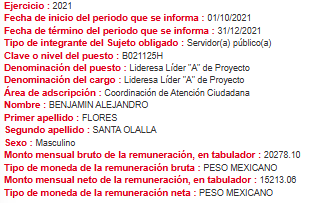 Ejercicio : 2021
Fecha de inicio del periodo que se informa : 01/10/2021
Fecha de término del periodo que se informa : 31/12/2021
Tipo de integrante del Sujeto obligado : Servidor(a) público(a)
Clave o nivel del puesto : B021125H
Denominación del puesto : Lideresa Líder "A" de Proyecto
Denominación del cargo : Lideresa Líder "A" de Proyecto
Área de adscripción : Coordinación de Atención Ciudadana
Nombre : BENJAMIN ALEJANDRO
Primer apellido : FLORES
Segundo apellido : SANTA OLALLA
Sexo : Masculino
Monto mensual bruto de la remuneración, en tabulador : 20278.10
Tipo de moneda de la remuneración bruta : PESO MEXICANO
Monto mensual neto de la remuneración, en tabulador : 15213.06
Tipo de moneda de la remuneración neta : PESO MEXICANO